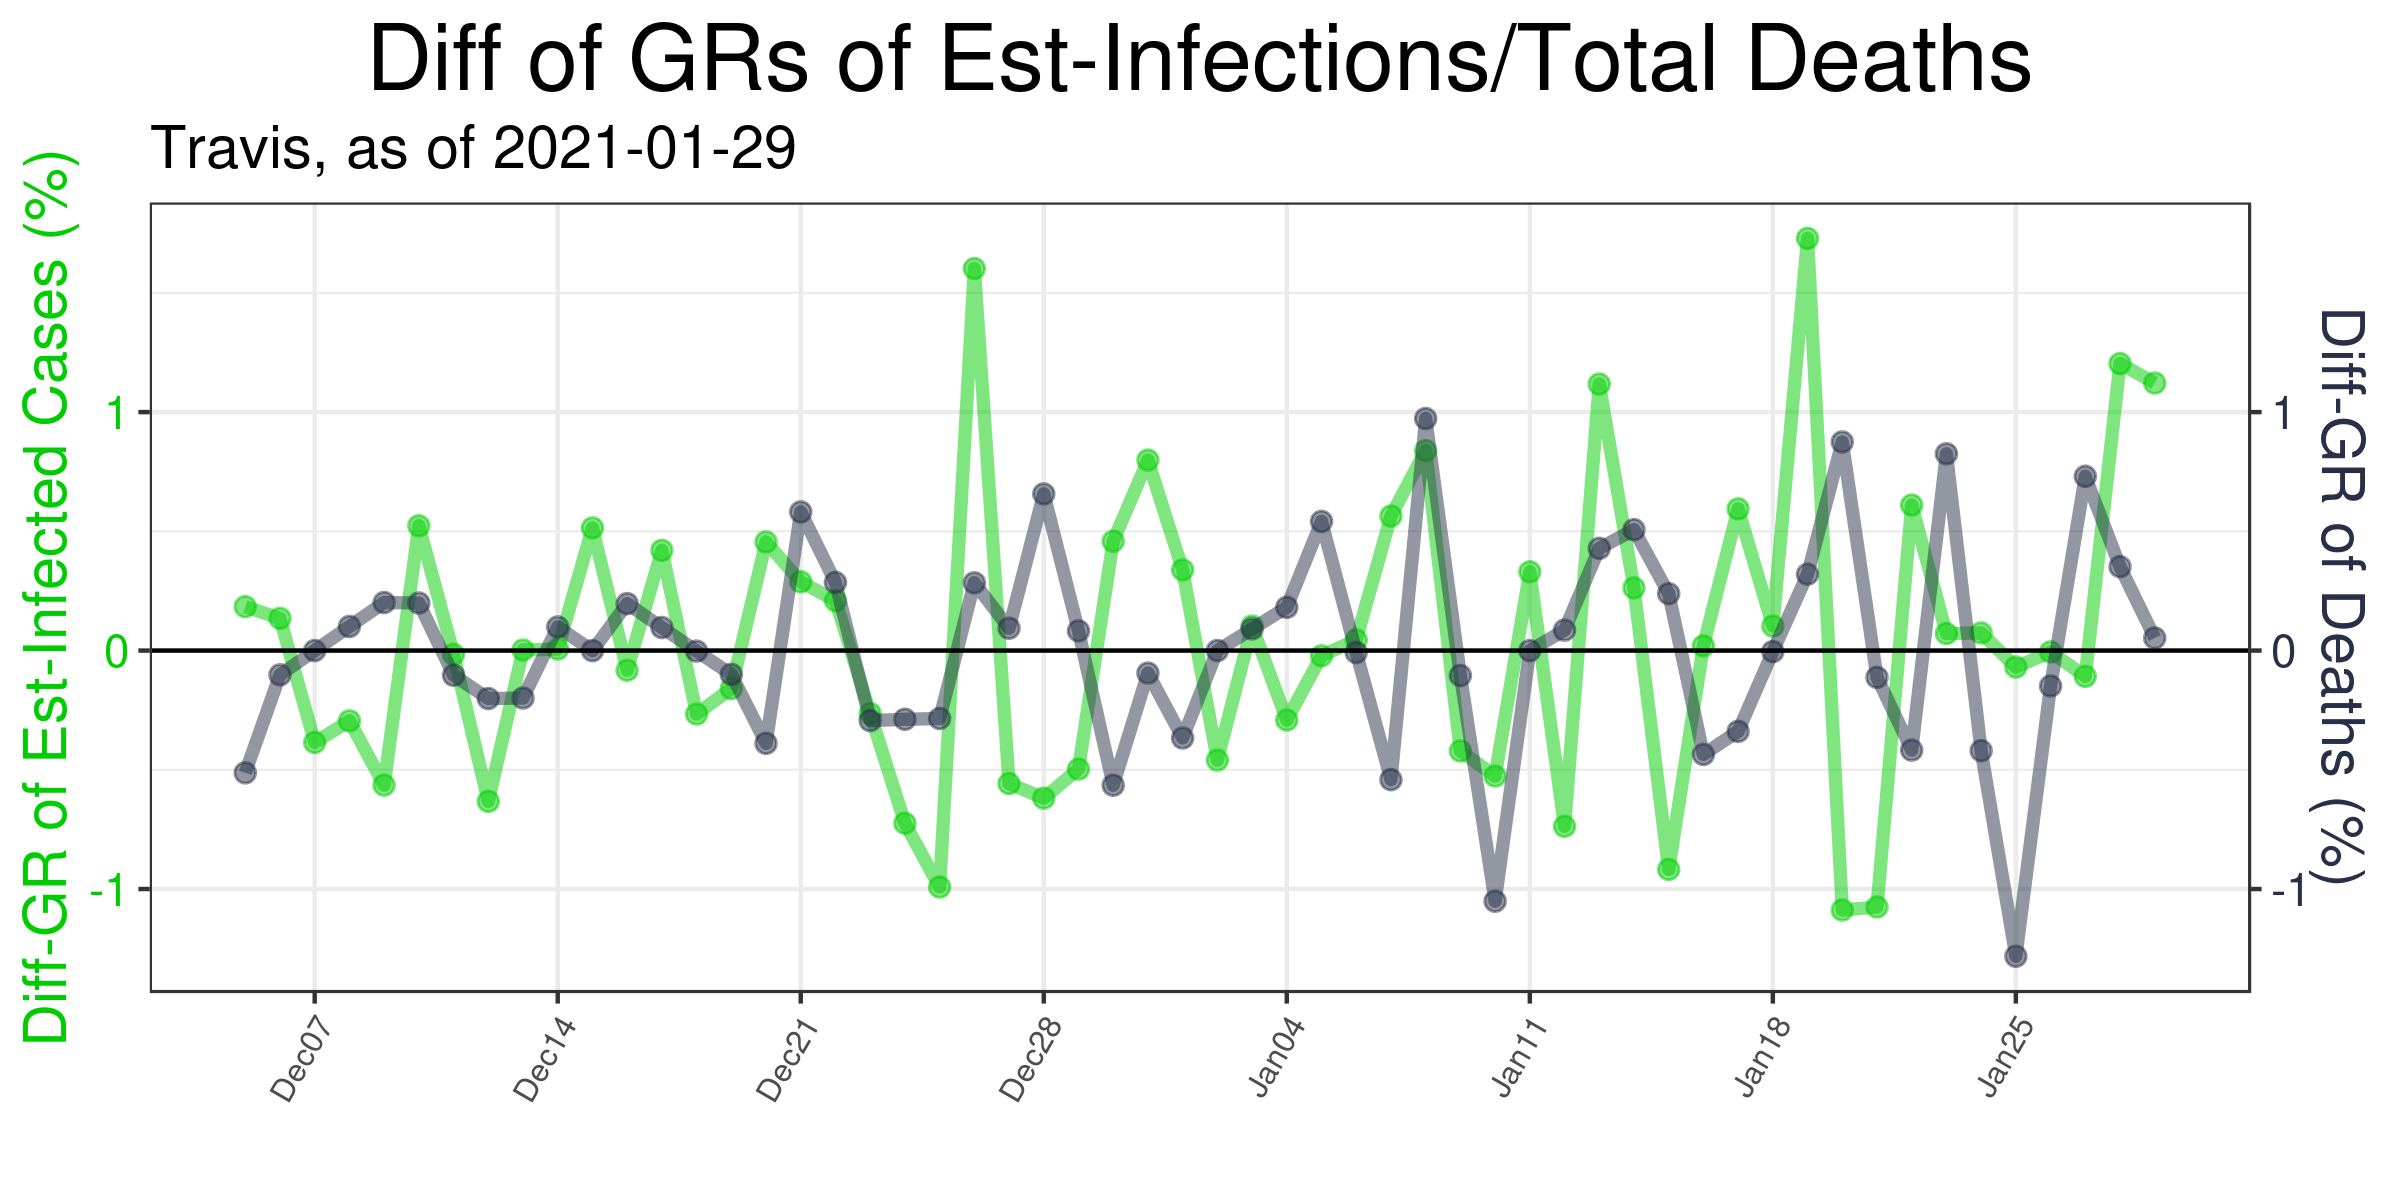 Diff of GRs of Est-Infections/Total Deaths
Travis, as of 2021-01-29
Diff-GR of Est-Infected Cases (%)
1
0
-1
1
0
-1
Diff-GR of Deaths (%)
Dec07
Dec14
Dec21
Dec28
Jan04
Jan11
Jan18
Jan25